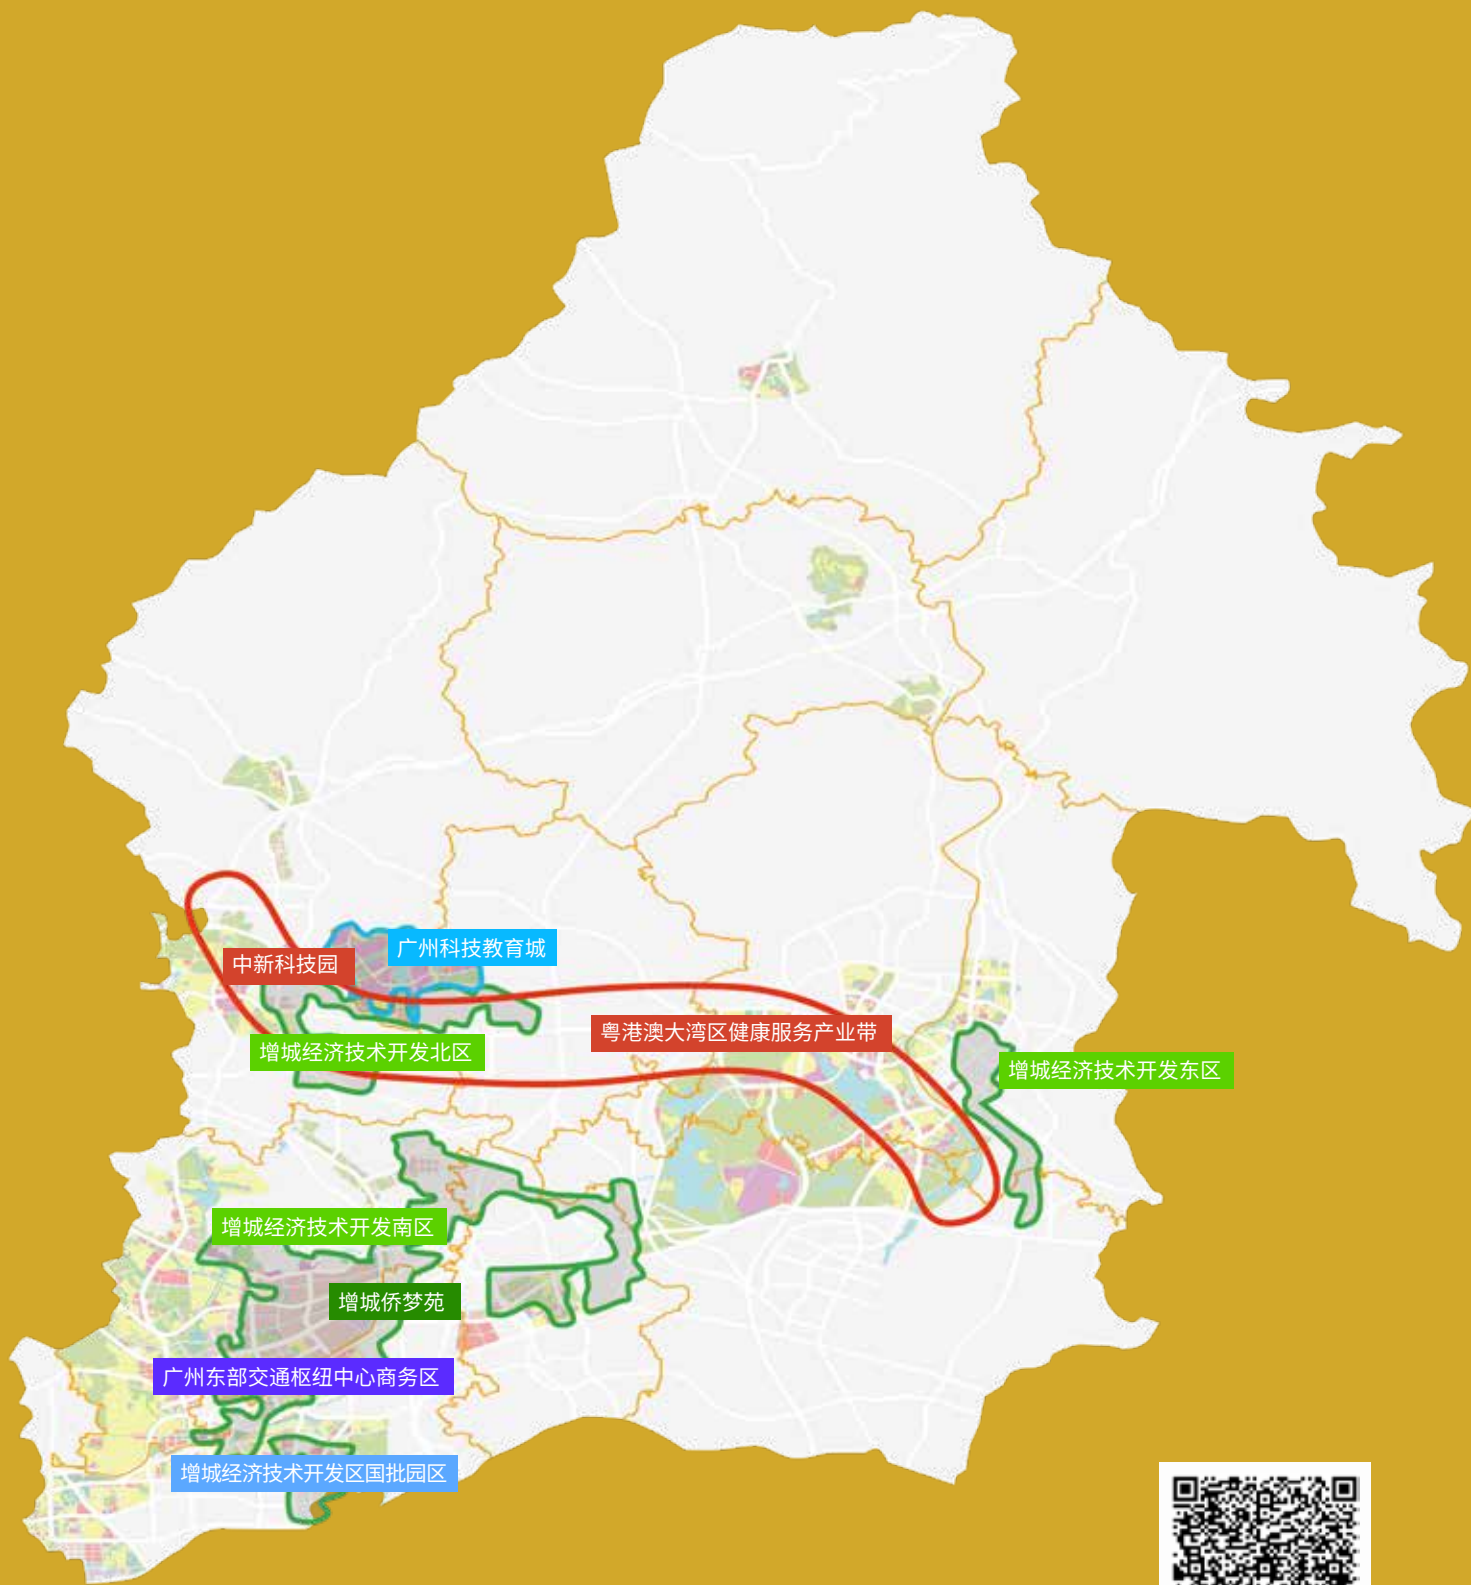 广州科技教育城
中新科技园
粤港澳大湾区健康服务产业带
增城经济技术开发北区
增城经济技术开发东区
增城经济技术开发南区
增城侨梦苑
广州东部交通枢纽中心商务区
增城经济技术开发区国批园区